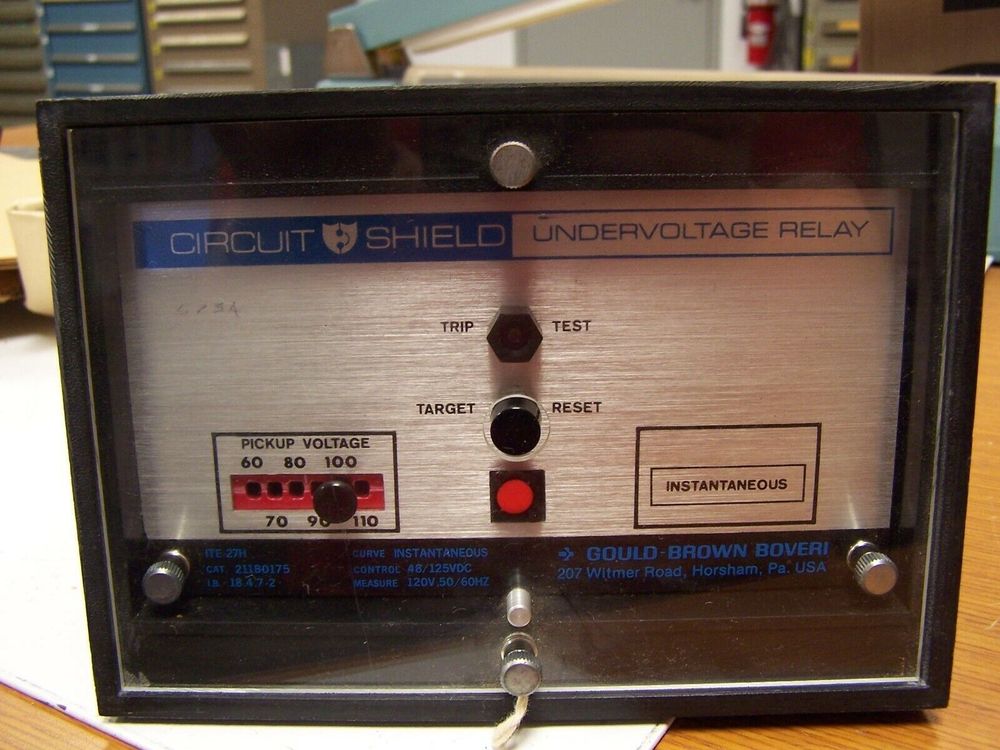 CIRCUIT SHIELD UNDERVOLTAGE RELAY
TRIP TEST
TARGET RESET
PICKUP VOLTAGE
60 80 100
70 90 110
INSTANTANEOUS
ITE 27H
CAT. 211B0175
I.B. 18.4.7-2
CURVE INSTANTANEOUS
CONTROL 48/125VDC
MEASURE 120V.50/60HZ
GOULD-BROWN BOVERI
207 Witmer Road, Horsham, Pa. USA